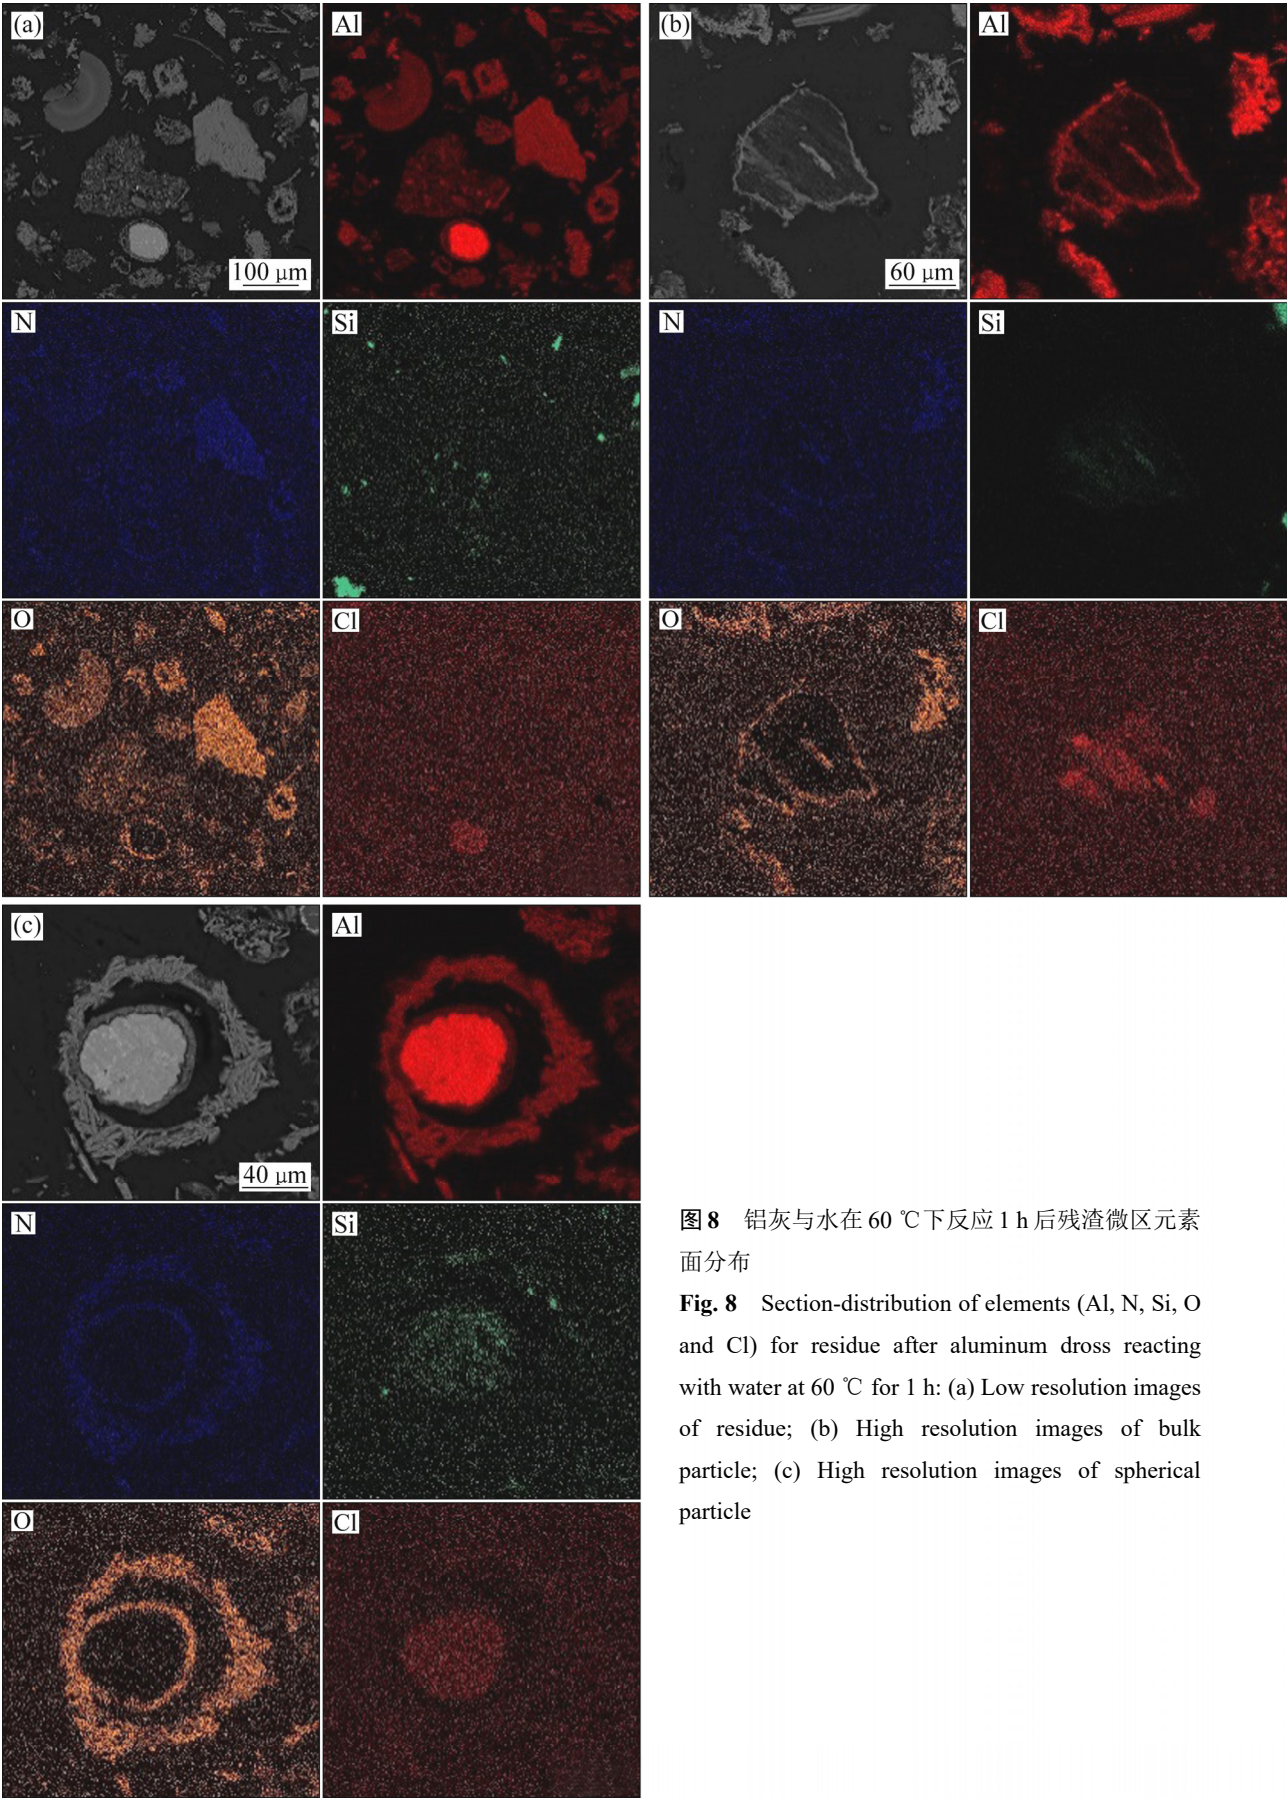 (a)
Al
100 μm
(b)
Al
60 μm
N
Si
N
Si
O
Cl
O
Cl
(c)
Al
40 μm
N
Si
O
Cl
图 8 铝灰与水在 60 ℃下反应 1 h 后残渣微区元素
面分布
Fig. 8 Section-distribution of elements (Al, N, Si, O
and Cl) for residue after aluminum dross reacting
with water at 60 ℃ for 1 h: (a) Low resolution images
of residue; (b) High resolution images of bulk
particle; (c) High resolution images of spherical
particle